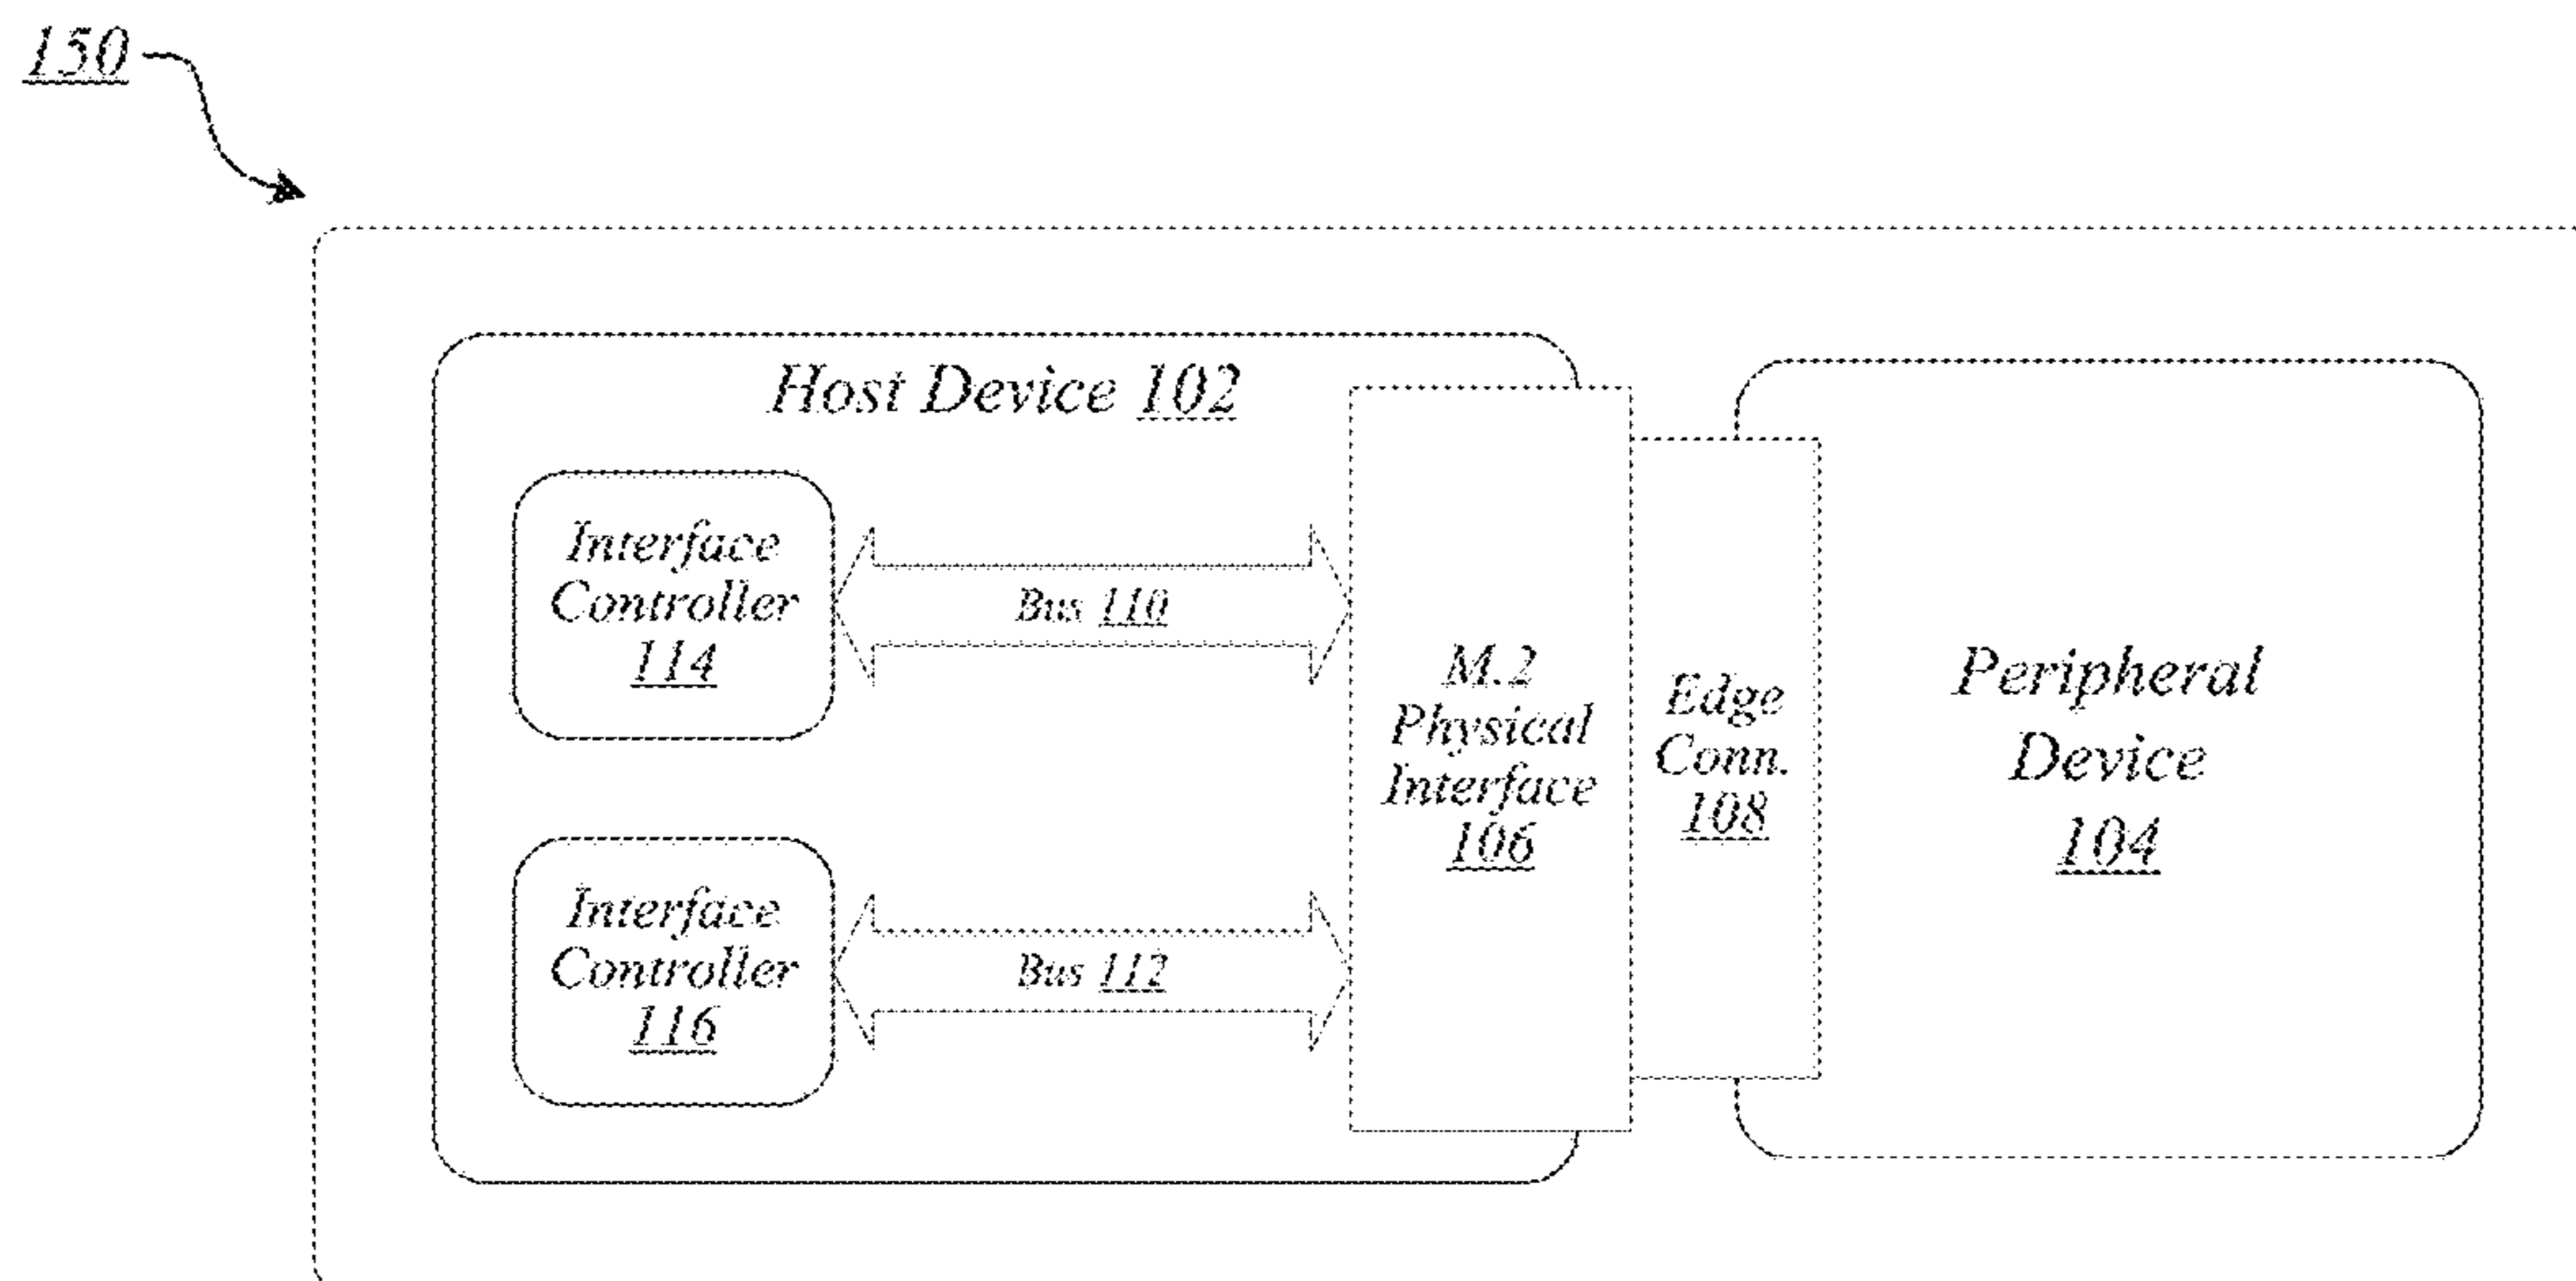 150
Host Device 102
Interface
Controller
114
Bus 110
Interface
Controller
116
Bus 112
M.2
Physical
Interface
106
Edge
Conn.
108
Peripheral
Device
104